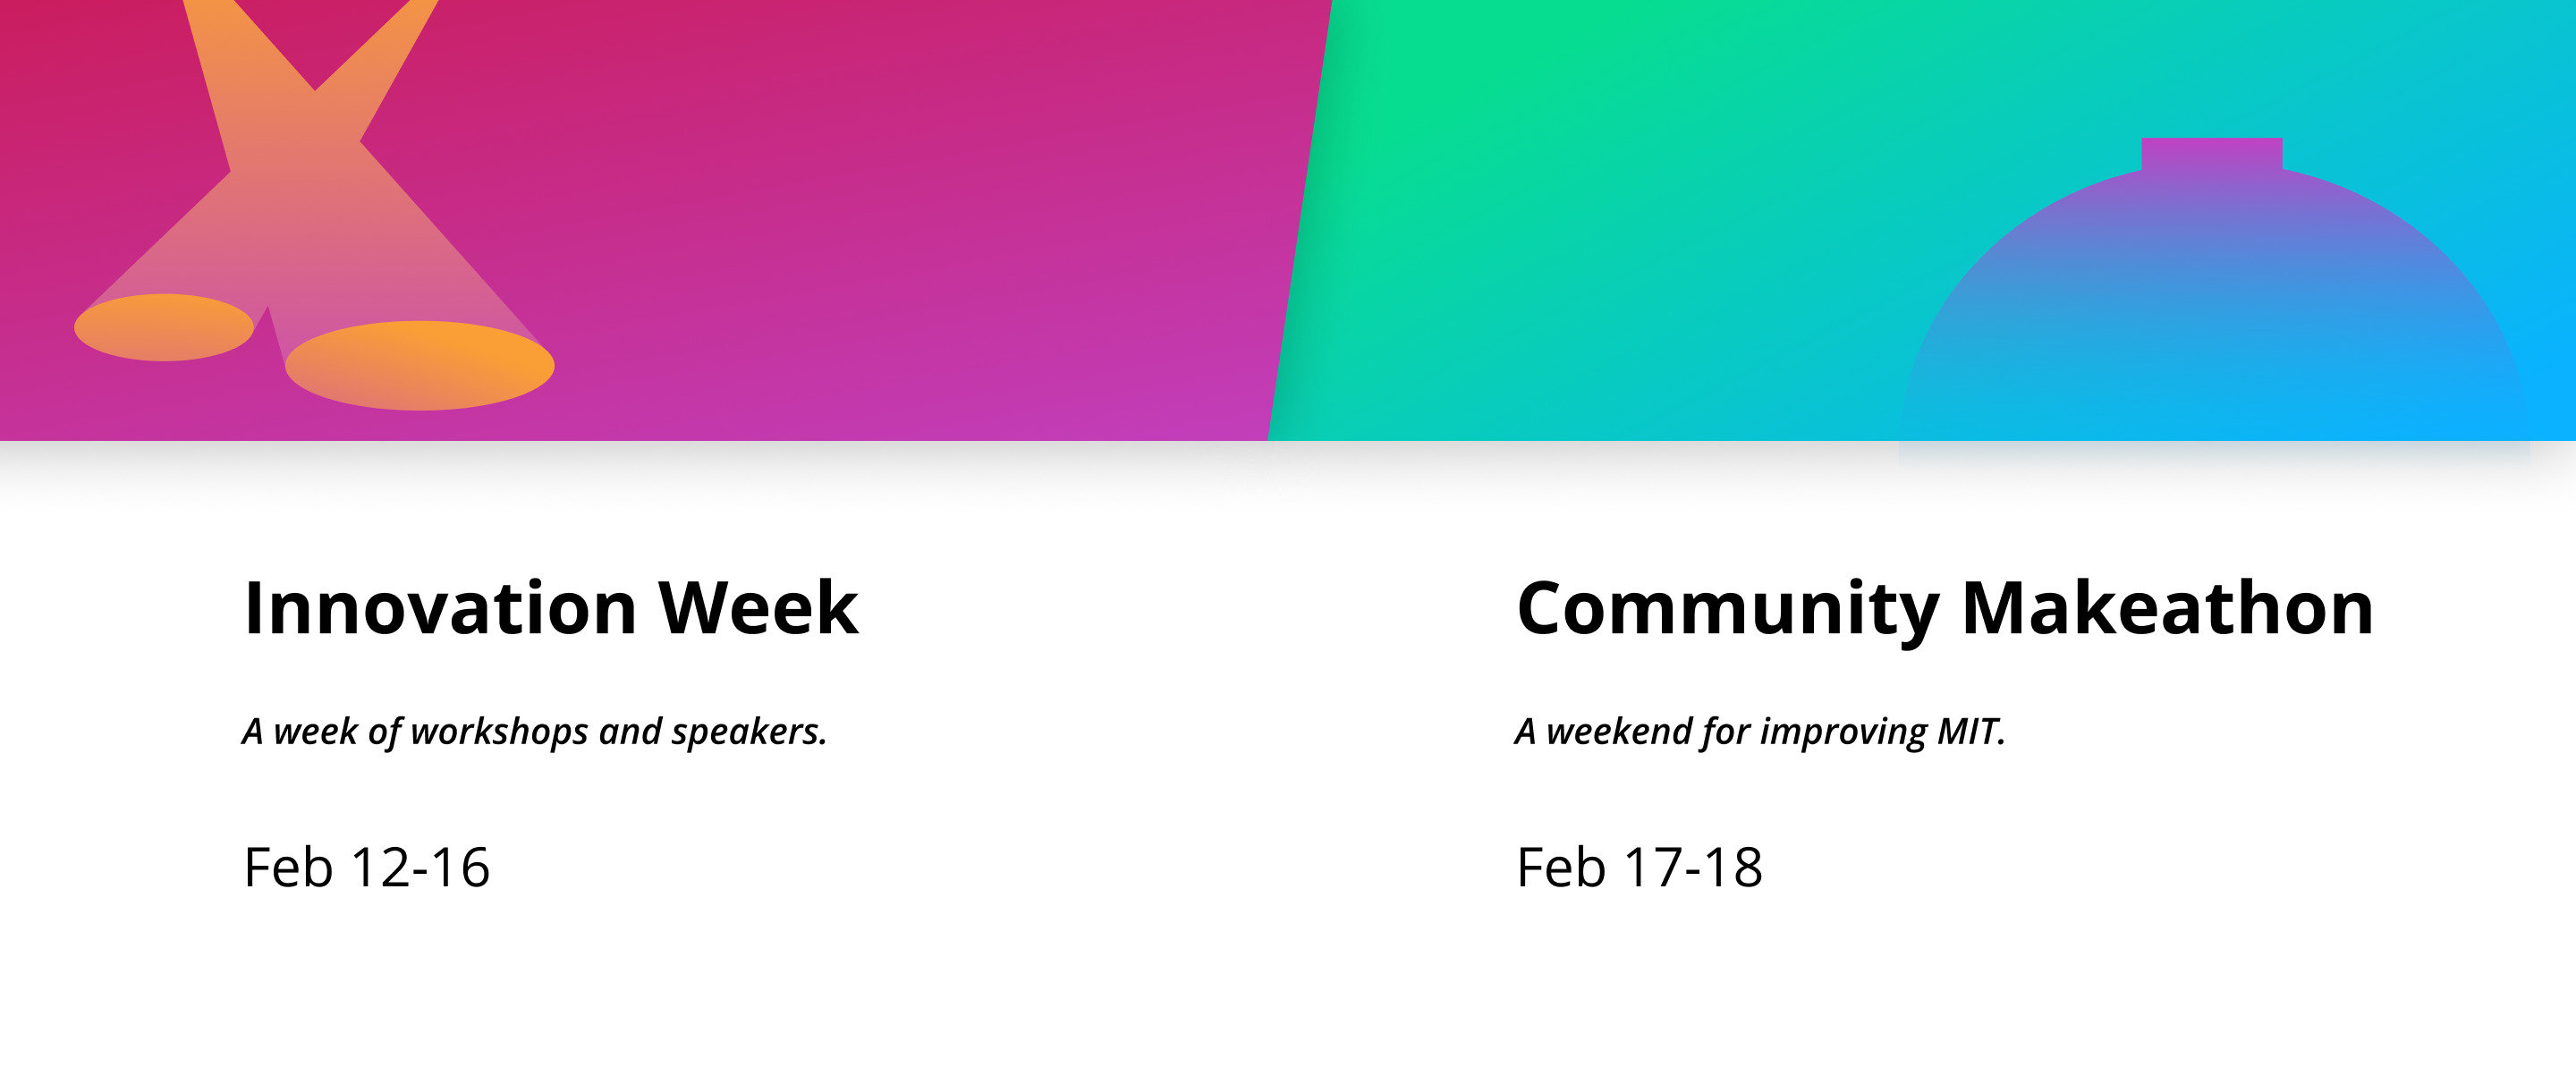 Innovation Week
A week of workshops and speakers.
Feb 12-16
Community Makeathon
A weekend for improving MIT.
Feb 17-18